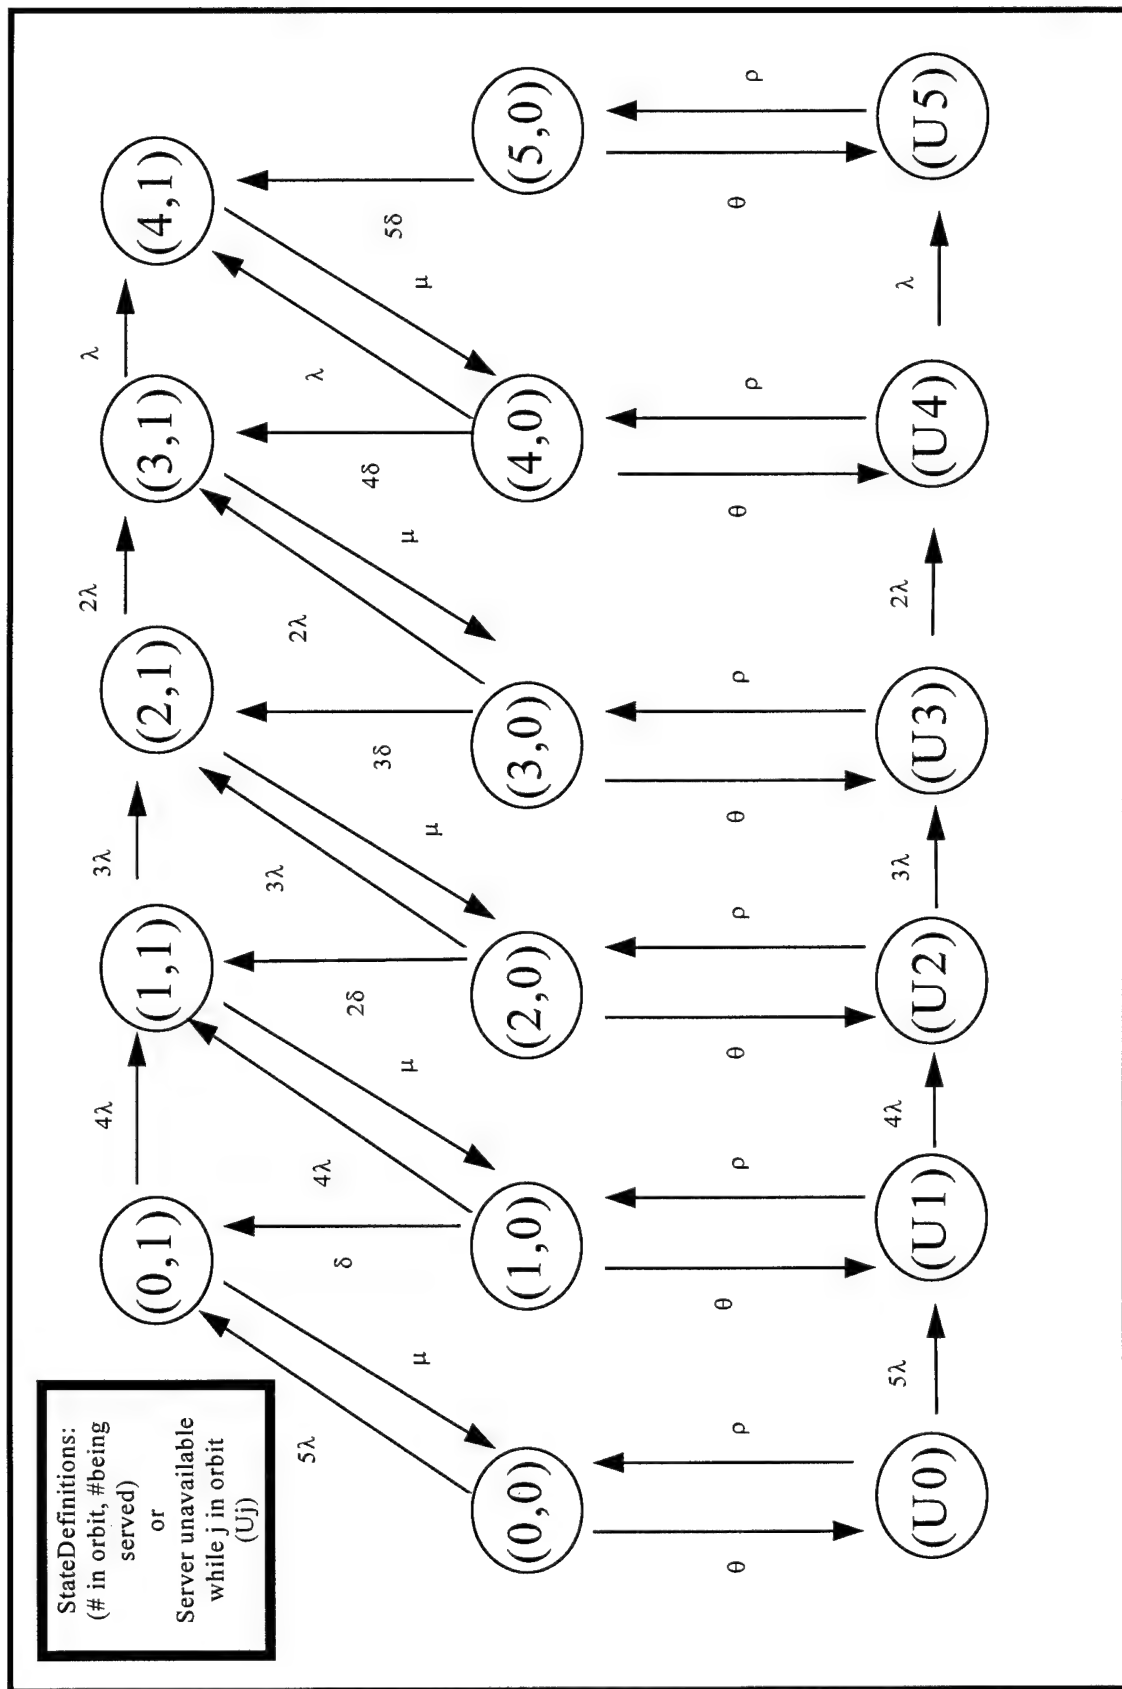 StateDefinitions:
(# in orbit, #being
served)
or
Server unavailable
while j in orbit
(Uj)
4λ
3λ
2λ
λ
(0,1)
(1,1)
(2,1)
(3,1)
(4,1)
5λ
μ
δ
4λ
μ
2δ
3λ
μ
3δ
2λ
μ
4δ
λ
μ
5δ
(0,0)
(1,0)
(2,0)
(3,0)
(4,0)
(5,0)
θ
ρ
θ
ρ
θ
ρ
θ
ρ
θ
ρ
θ
ρ
5λ
4λ
3λ
2λ
λ
(U0)
(U1)
(U2)
(U3)
(U4)
(U5)